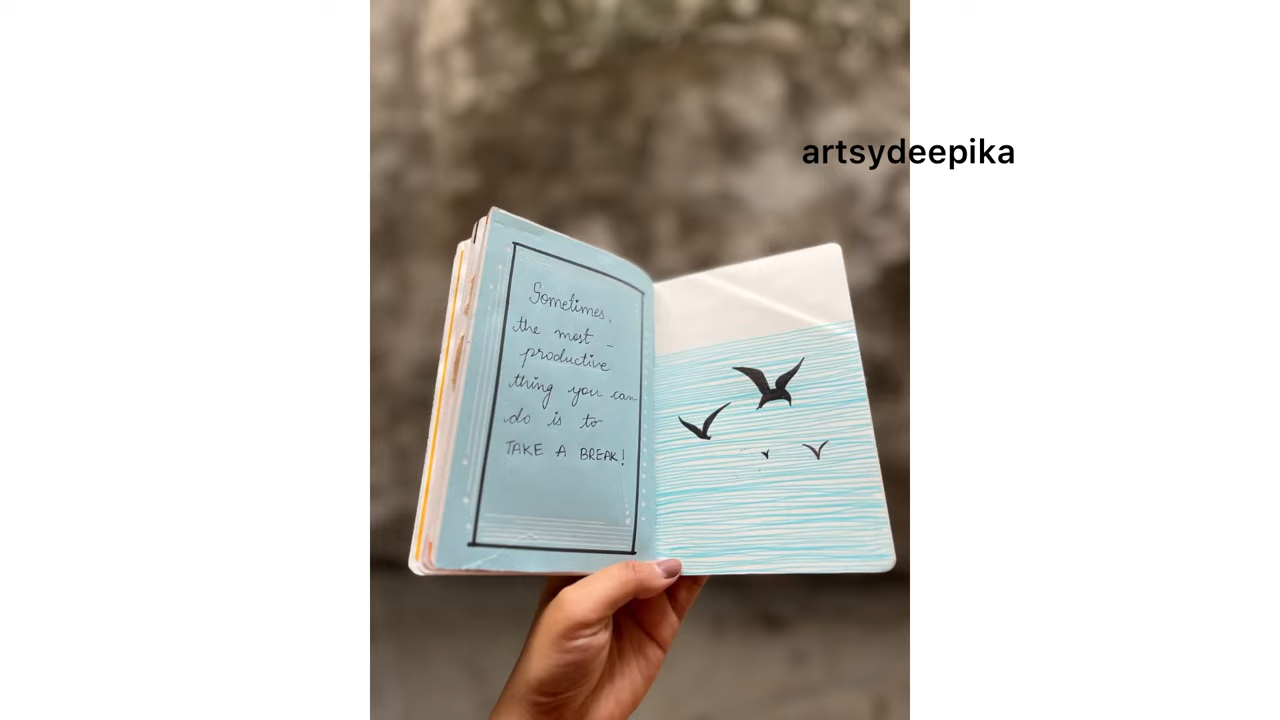 artsydeepika
Sometimes,
the most -
productive
thing you can
do is to
TAKE A BREAK!